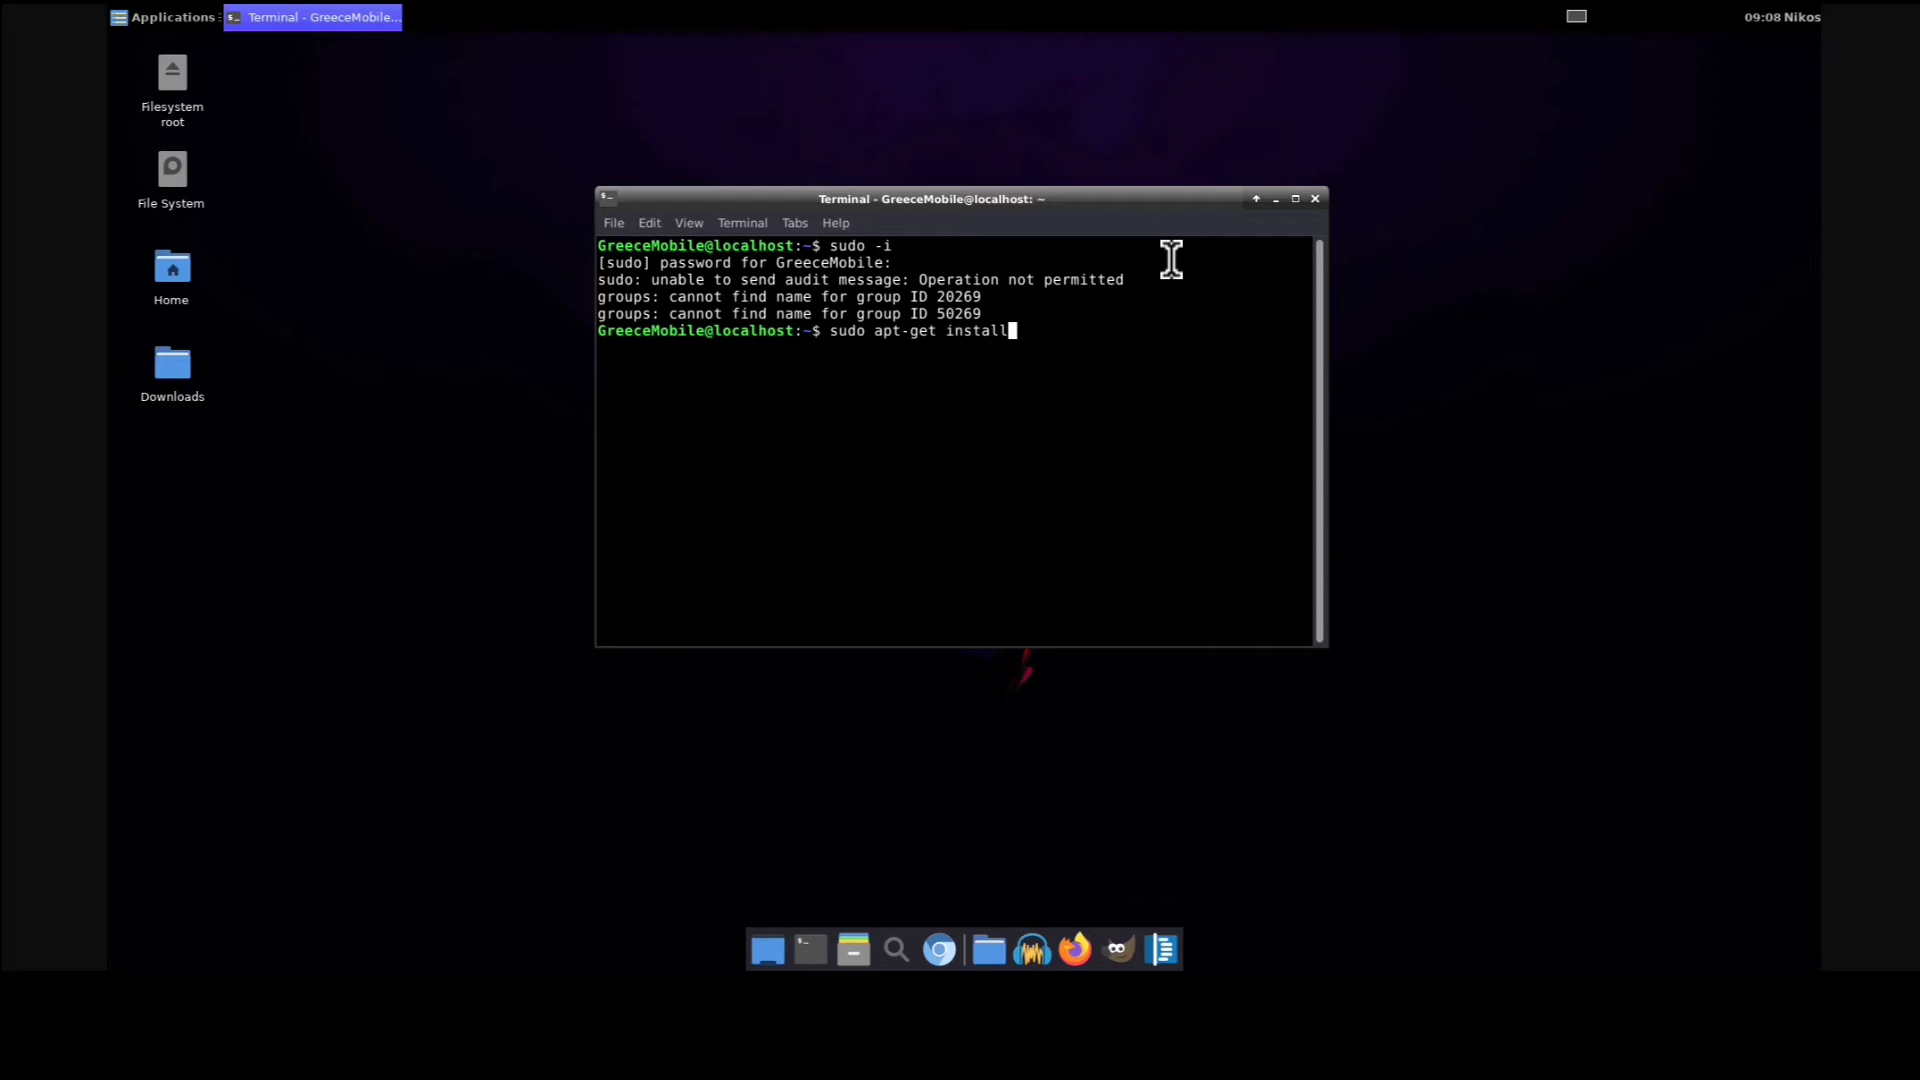 Applications
Terminal - GreeceMobile...
09:08 Nikos
Filesystem
root
File System
Home
Downloads
Terminal - GreeceMobile@localhost: ~
File Edit View Terminal Tabs Help
GreeceMobile@localhost:~$ sudo -i
[sudo] password for GreeceMobile:
sudo: unable to send audit message: Operation not permitted
groups: cannot find name for group ID 20269
groups: cannot find name for group ID 50269
GreeceMobile@localhost:~$ sudo apt-get install